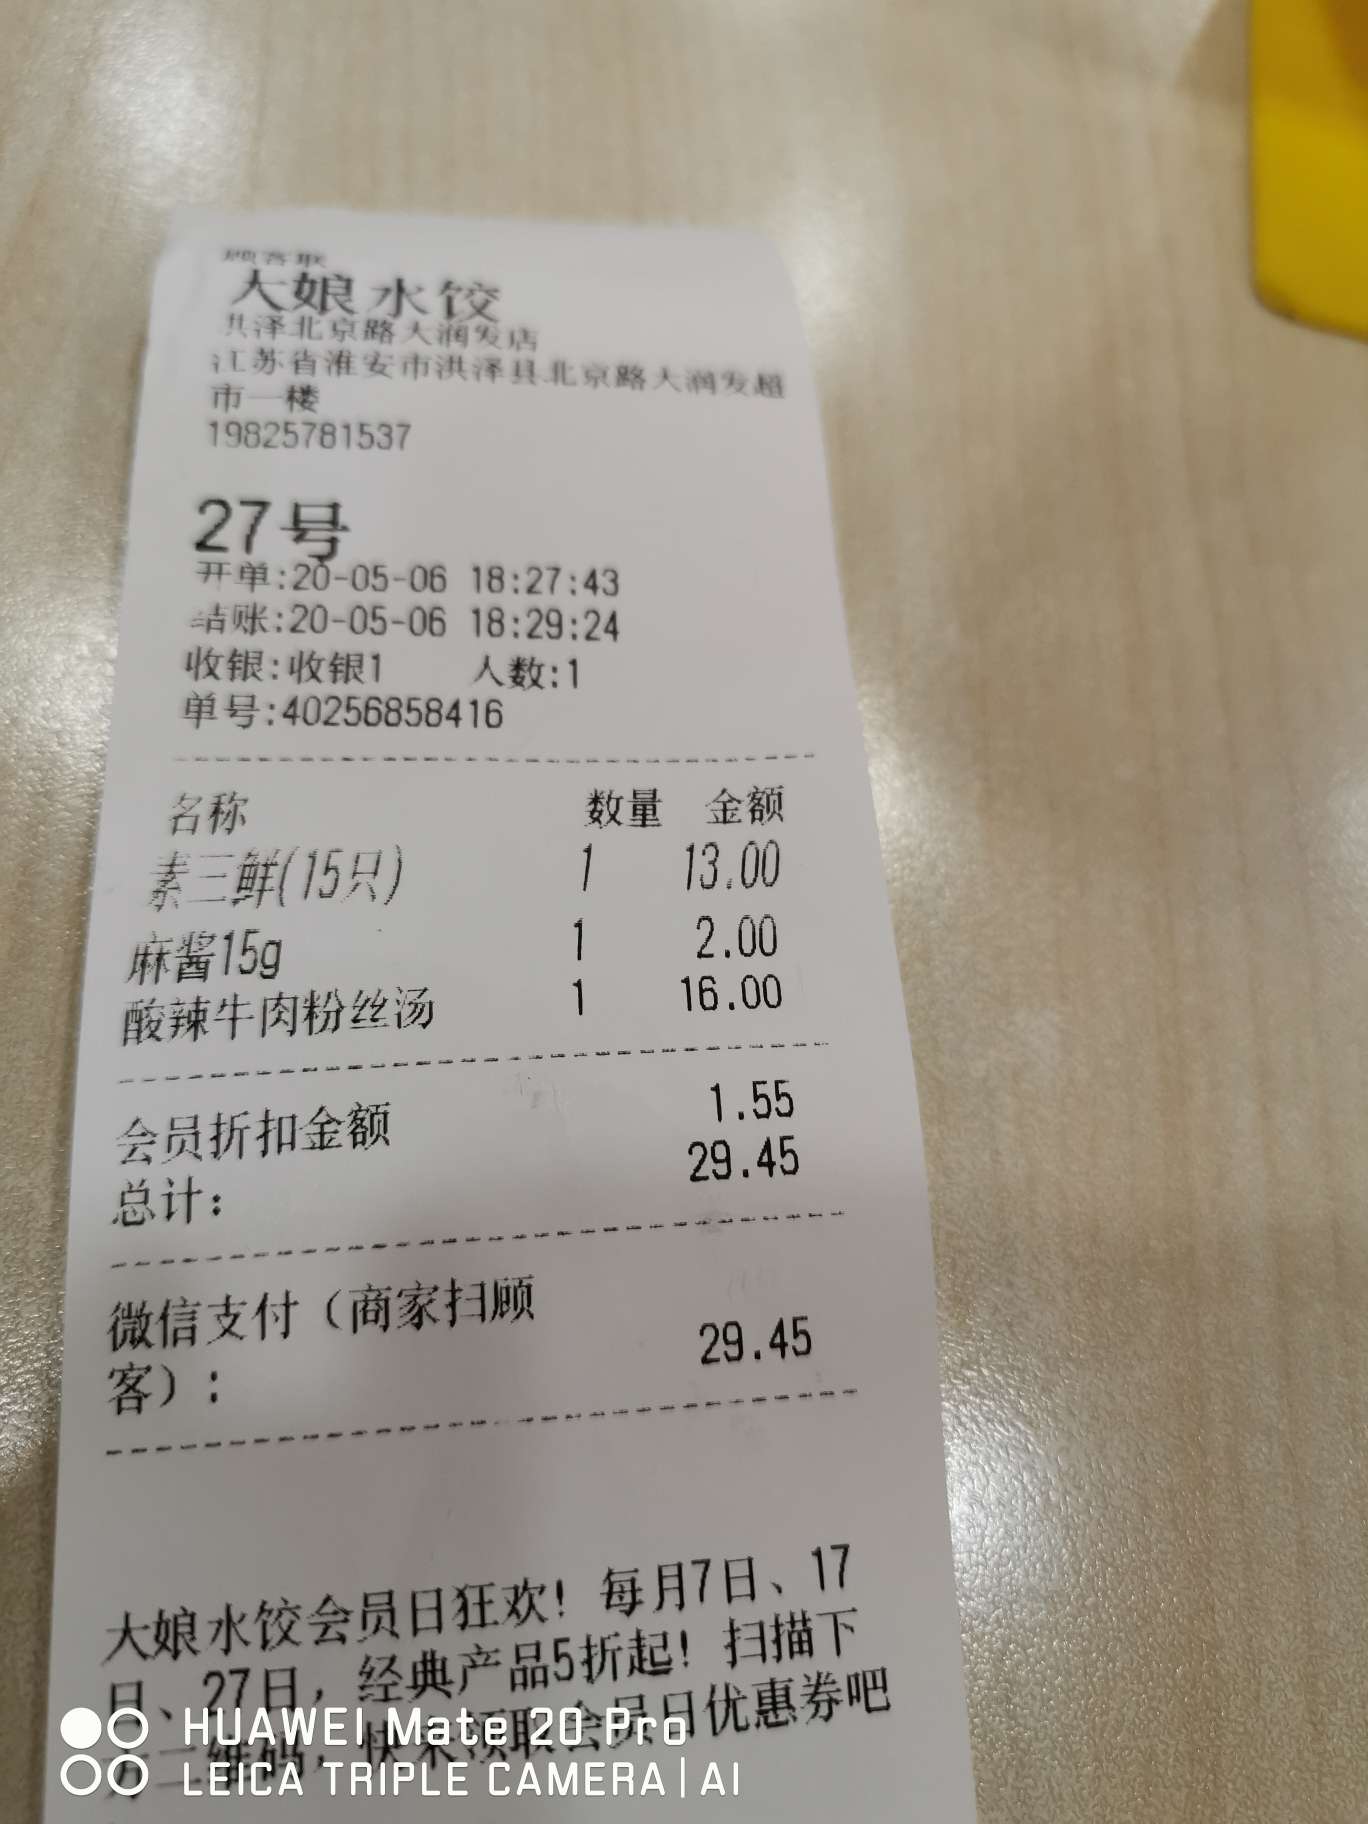 顾客联
大娘水饺
洪泽北京路大润发店
江苏省淮安市洪泽县北京路大润发超
市一楼
19825781537
27号
开单:20-05-06 18:27:43
结账:20-05-06 18:29:24
收银:收银1 人数:1
单号:40256858416
名称 数量 金额
素三鲜(15只) 1 13.00
麻酱15g 1 2.00
酸辣牛肉粉丝汤 1 16.00
会员折扣金额 1.55
总计: 29.45
微信支付（商家扫顾
客）: 29.45
大娘水饺会员日狂欢！每月7日、17
日、27日，经典产品5折起！扫描下
方二维码，快来领取会员日优惠券吧
HUAWEI Mate 20 Pro
LEICA TRIPLE CAMERA | AI